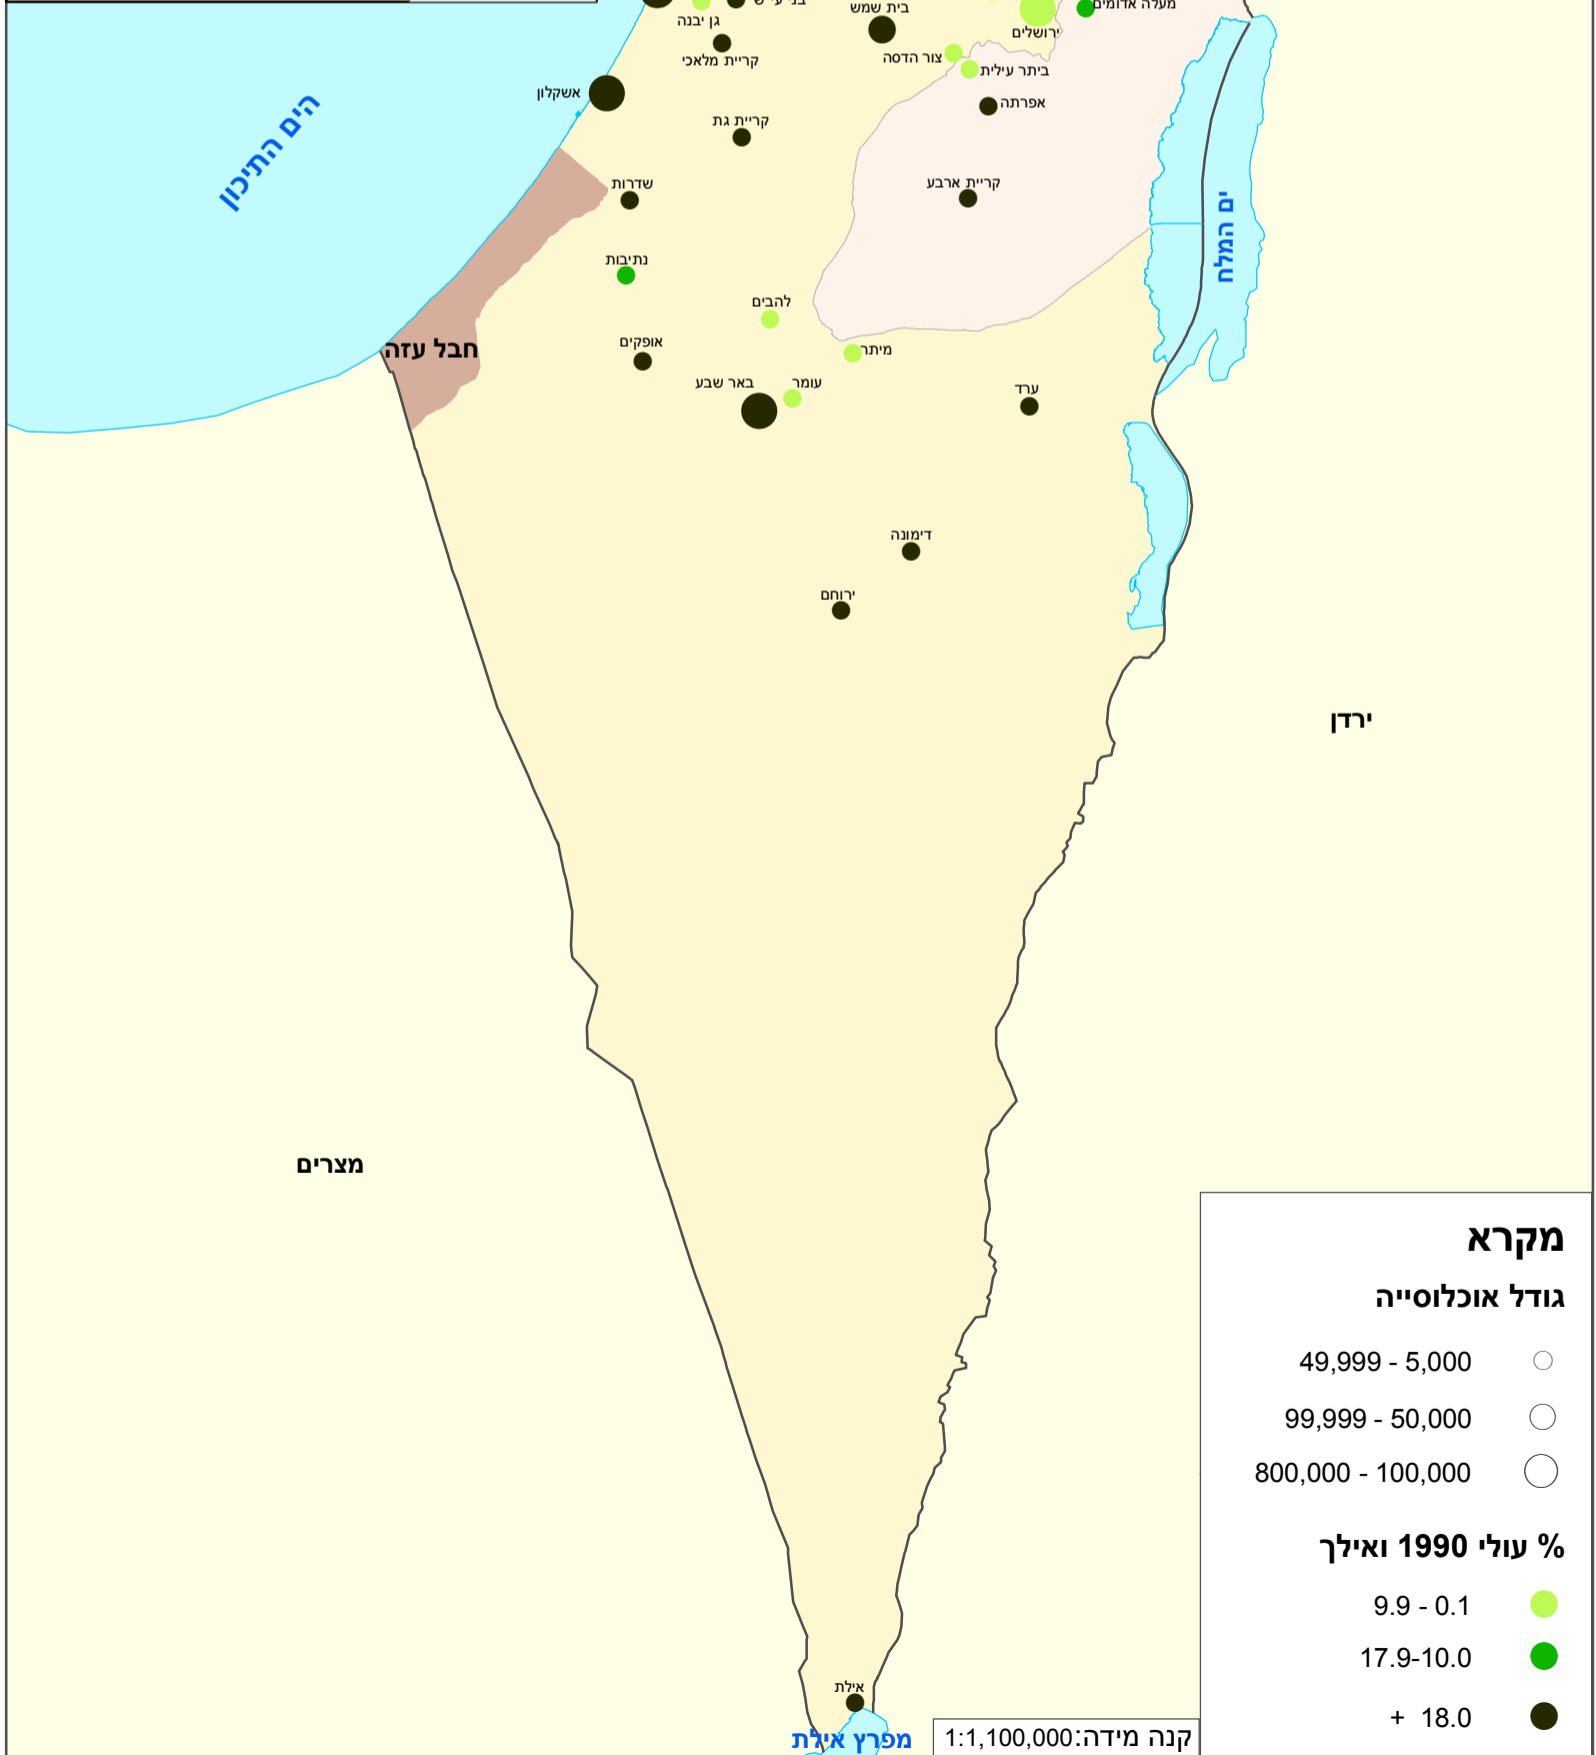 מעלה אדומים
בני עי"ש
בית שמש
גן יבנה
ירושלים
צור הדסה
קריית מלאכי
ביתר עילית
אשקלון
אפרתה
הים התיכון
קריית גת
שדרות
קריית ארבע
ים המלח
נתיבות
להבים
חבל עזה
אופקים
מיתר
באר שבע
עומר
ערד
דימונה
ירוחם
ירדן
מצרים
מקרא
גודל אוכלוסייה
49,999 - 5,000
99,999 - 50,000
800,000 - 100,000
% עולי 1990 ואילך
9.9 - 0.1
17.9-10.0
+ 18.0
אילת
מפרץ אילת
קנה מידה:1:1,100,000